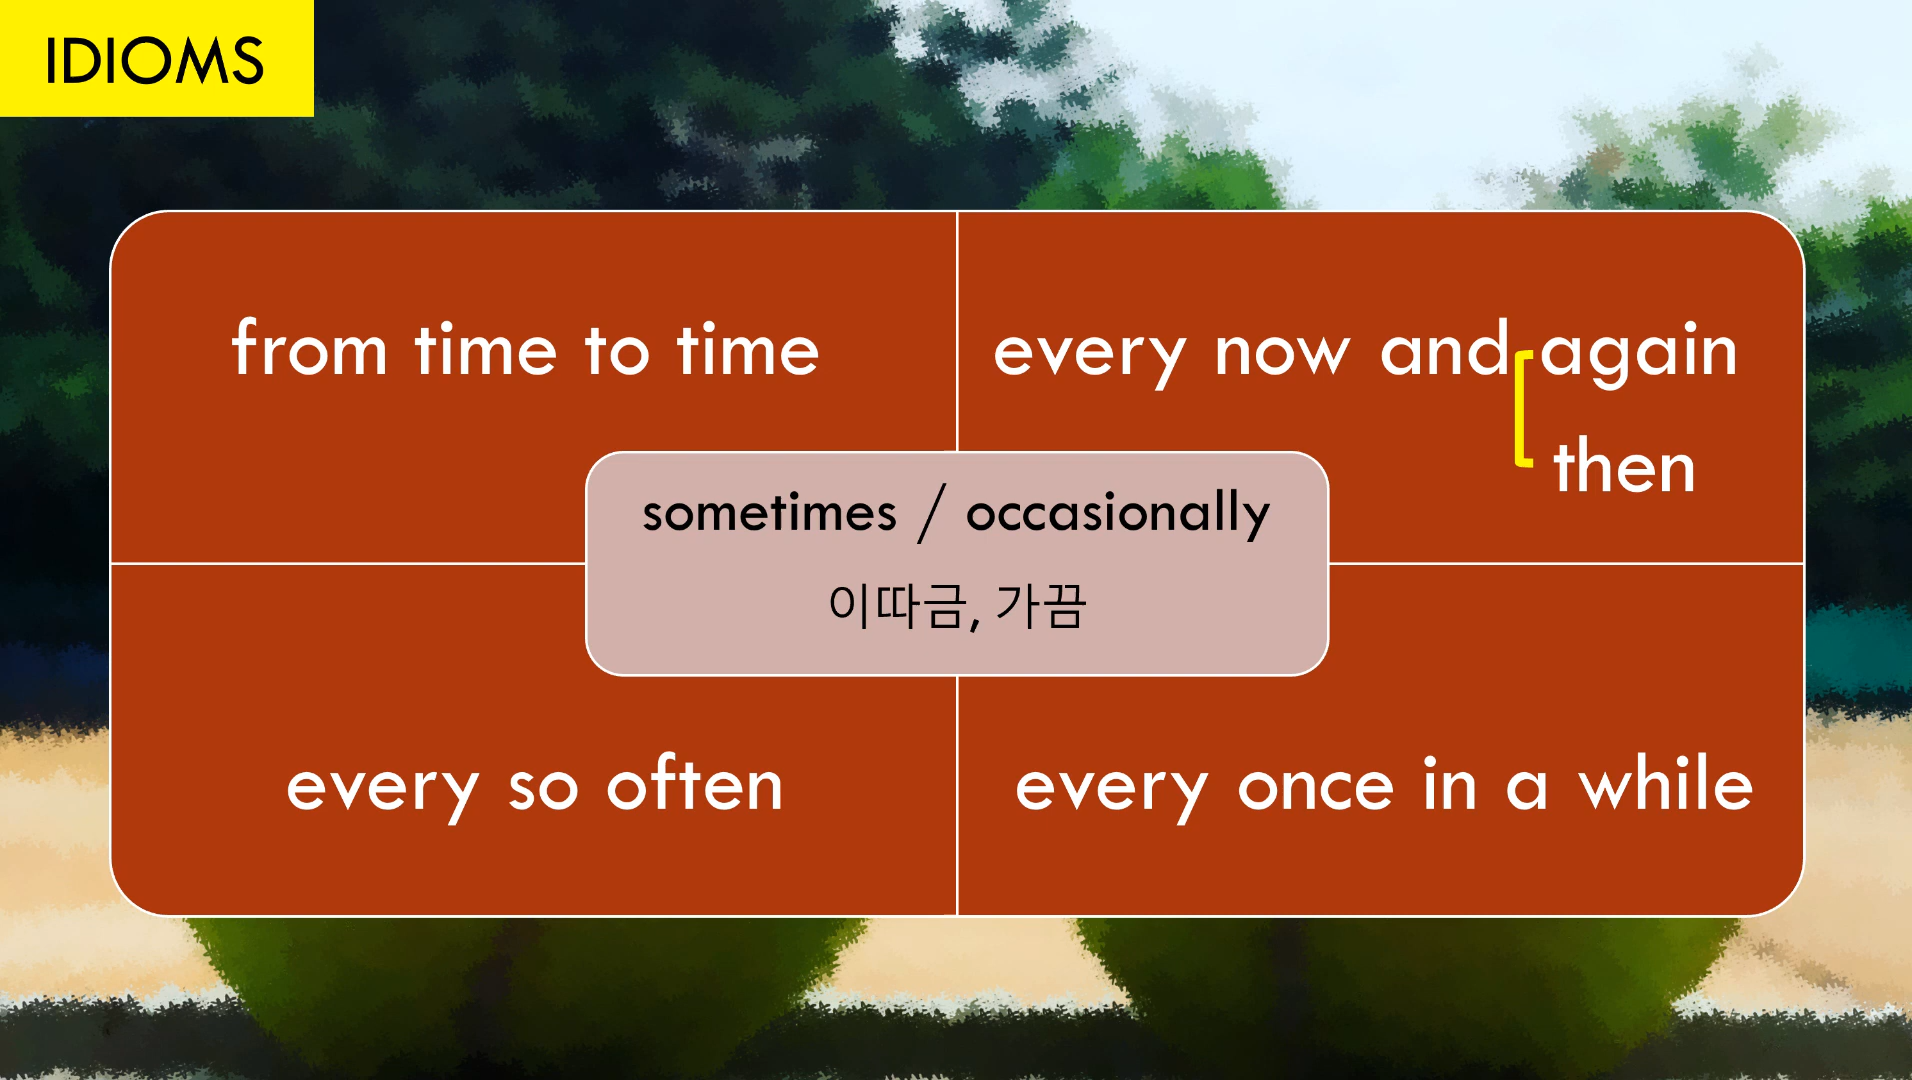 IDIOMS
from time to time
every now and again
then
sometimes / occasionally
이따금, 가끔
every so often
every once in a while